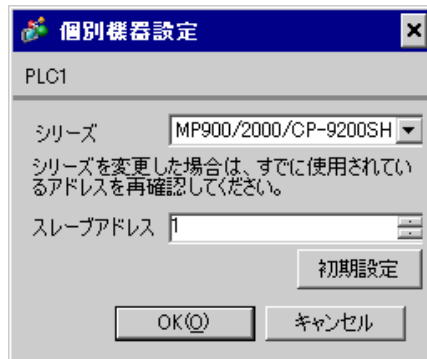 個別機器設定
PLC1
シリーズ MP900/2000/CP-9200SH
シリーズを変更した場合は、すでに使用されてい
るアドレスを再確認してください。
スレーブアドレス 1
初期設定
OK(O) キャンセル